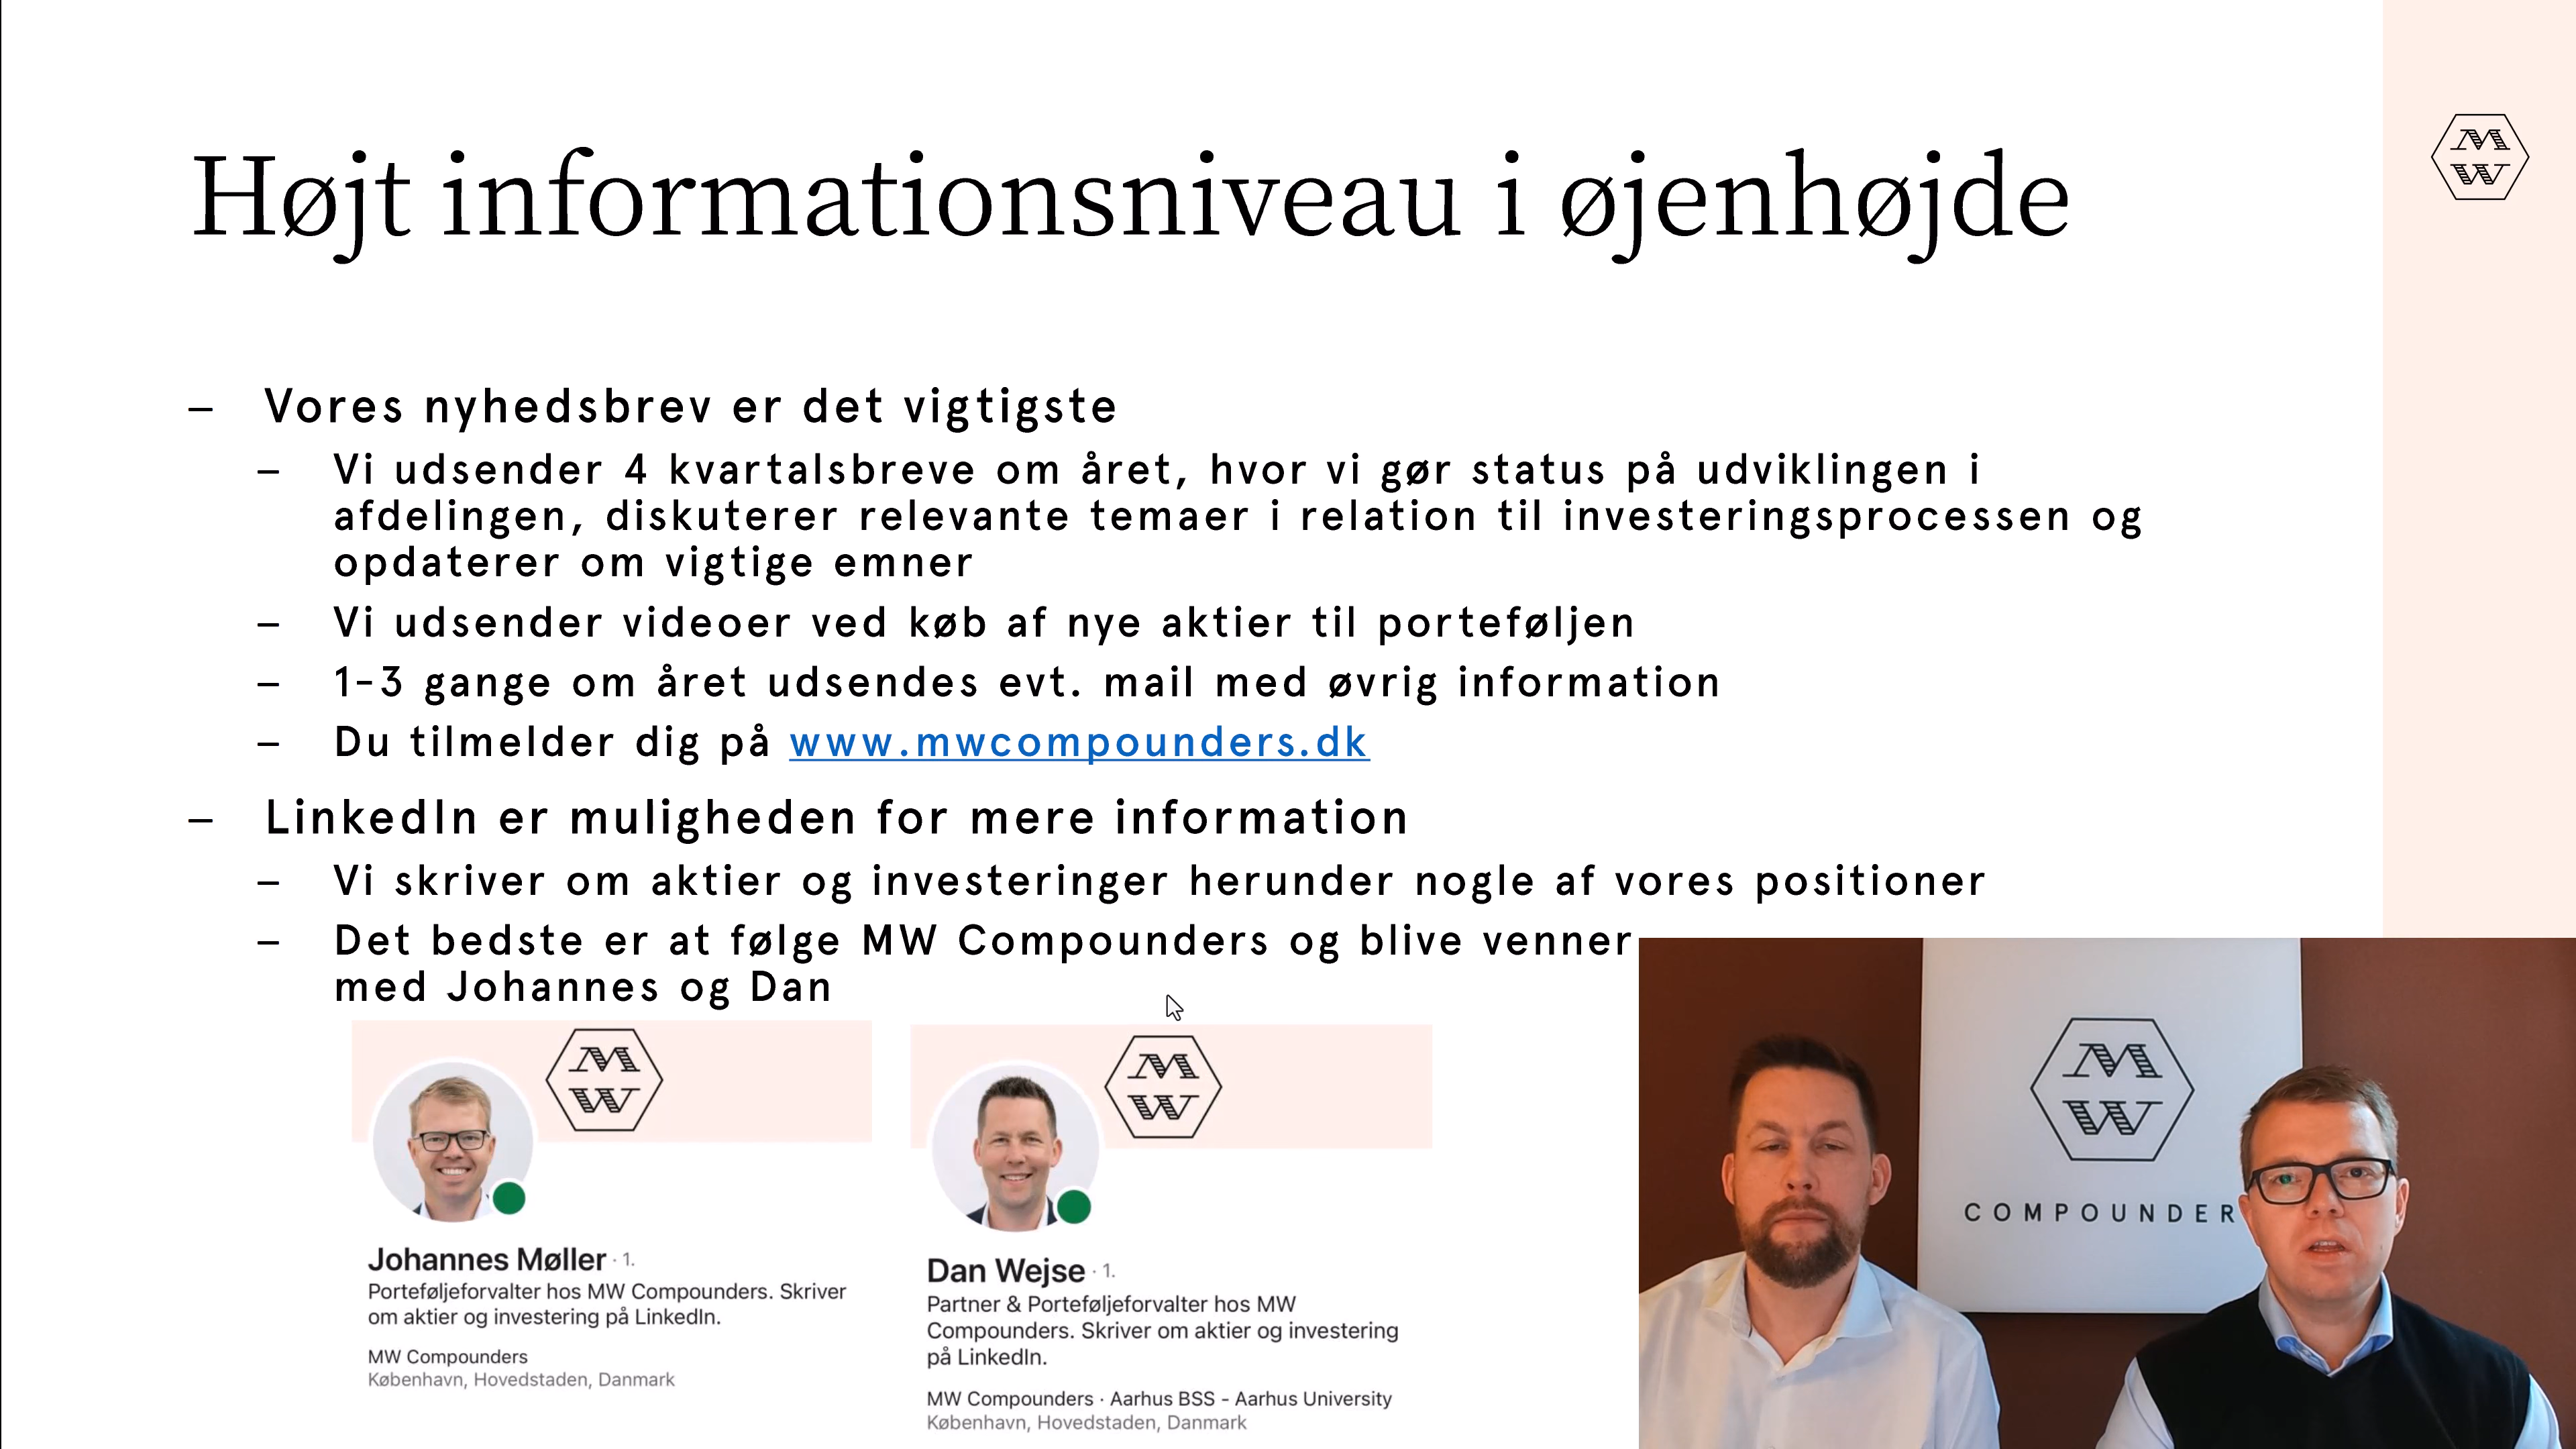 Højt informationsniveau i øjenhøjde
M
W
– Vores nyhedsbrev er det vigtigste
– Vi udsender 4 kvartalsbreve om året, hvor vi gør status på udviklingen i
afdelingen, diskuterer relevante temaer i relation til investeringsprocessen og
opdaterer om vigtige emner
– Vi udsender videoer ved køb af nye aktier til porteføljen
– 1-3 gange om året udsendes evt. mail med øvrig information
– Du tilmelder dig på www.mwcompounders.dk
– LinkedIn er muligheden for mere information
– Vi skriver om aktier og investeringer herunder nogle af vores positioner
– Det bedste er at følge MW Compounders og blive venner
med Johannes og Dan
M
W
Johannes Møller · 1.
Porteføljeforvalter hos MW Compounders. Skriver
om aktier og investering på LinkedIn.
MW Compounders
København, Hovedstaden, Danmark
M
W
Dan Wejse · 1.
Partner & Porteføljeforvalter hos MW
Compounders. Skriver om aktier og investering
på LinkedIn.
MW Compounders · Aarhus BSS - Aarhus University
København, Hovedstaden, Danmark
M
W
COMPOUNDER